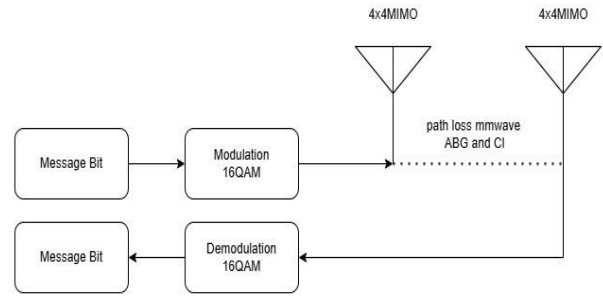 4x4MIMO
4x4MIMO
path loss mmwave
ABG and CI
Message Bit
Modulation
16QAM
Message Bit
Demodulation
16QAM